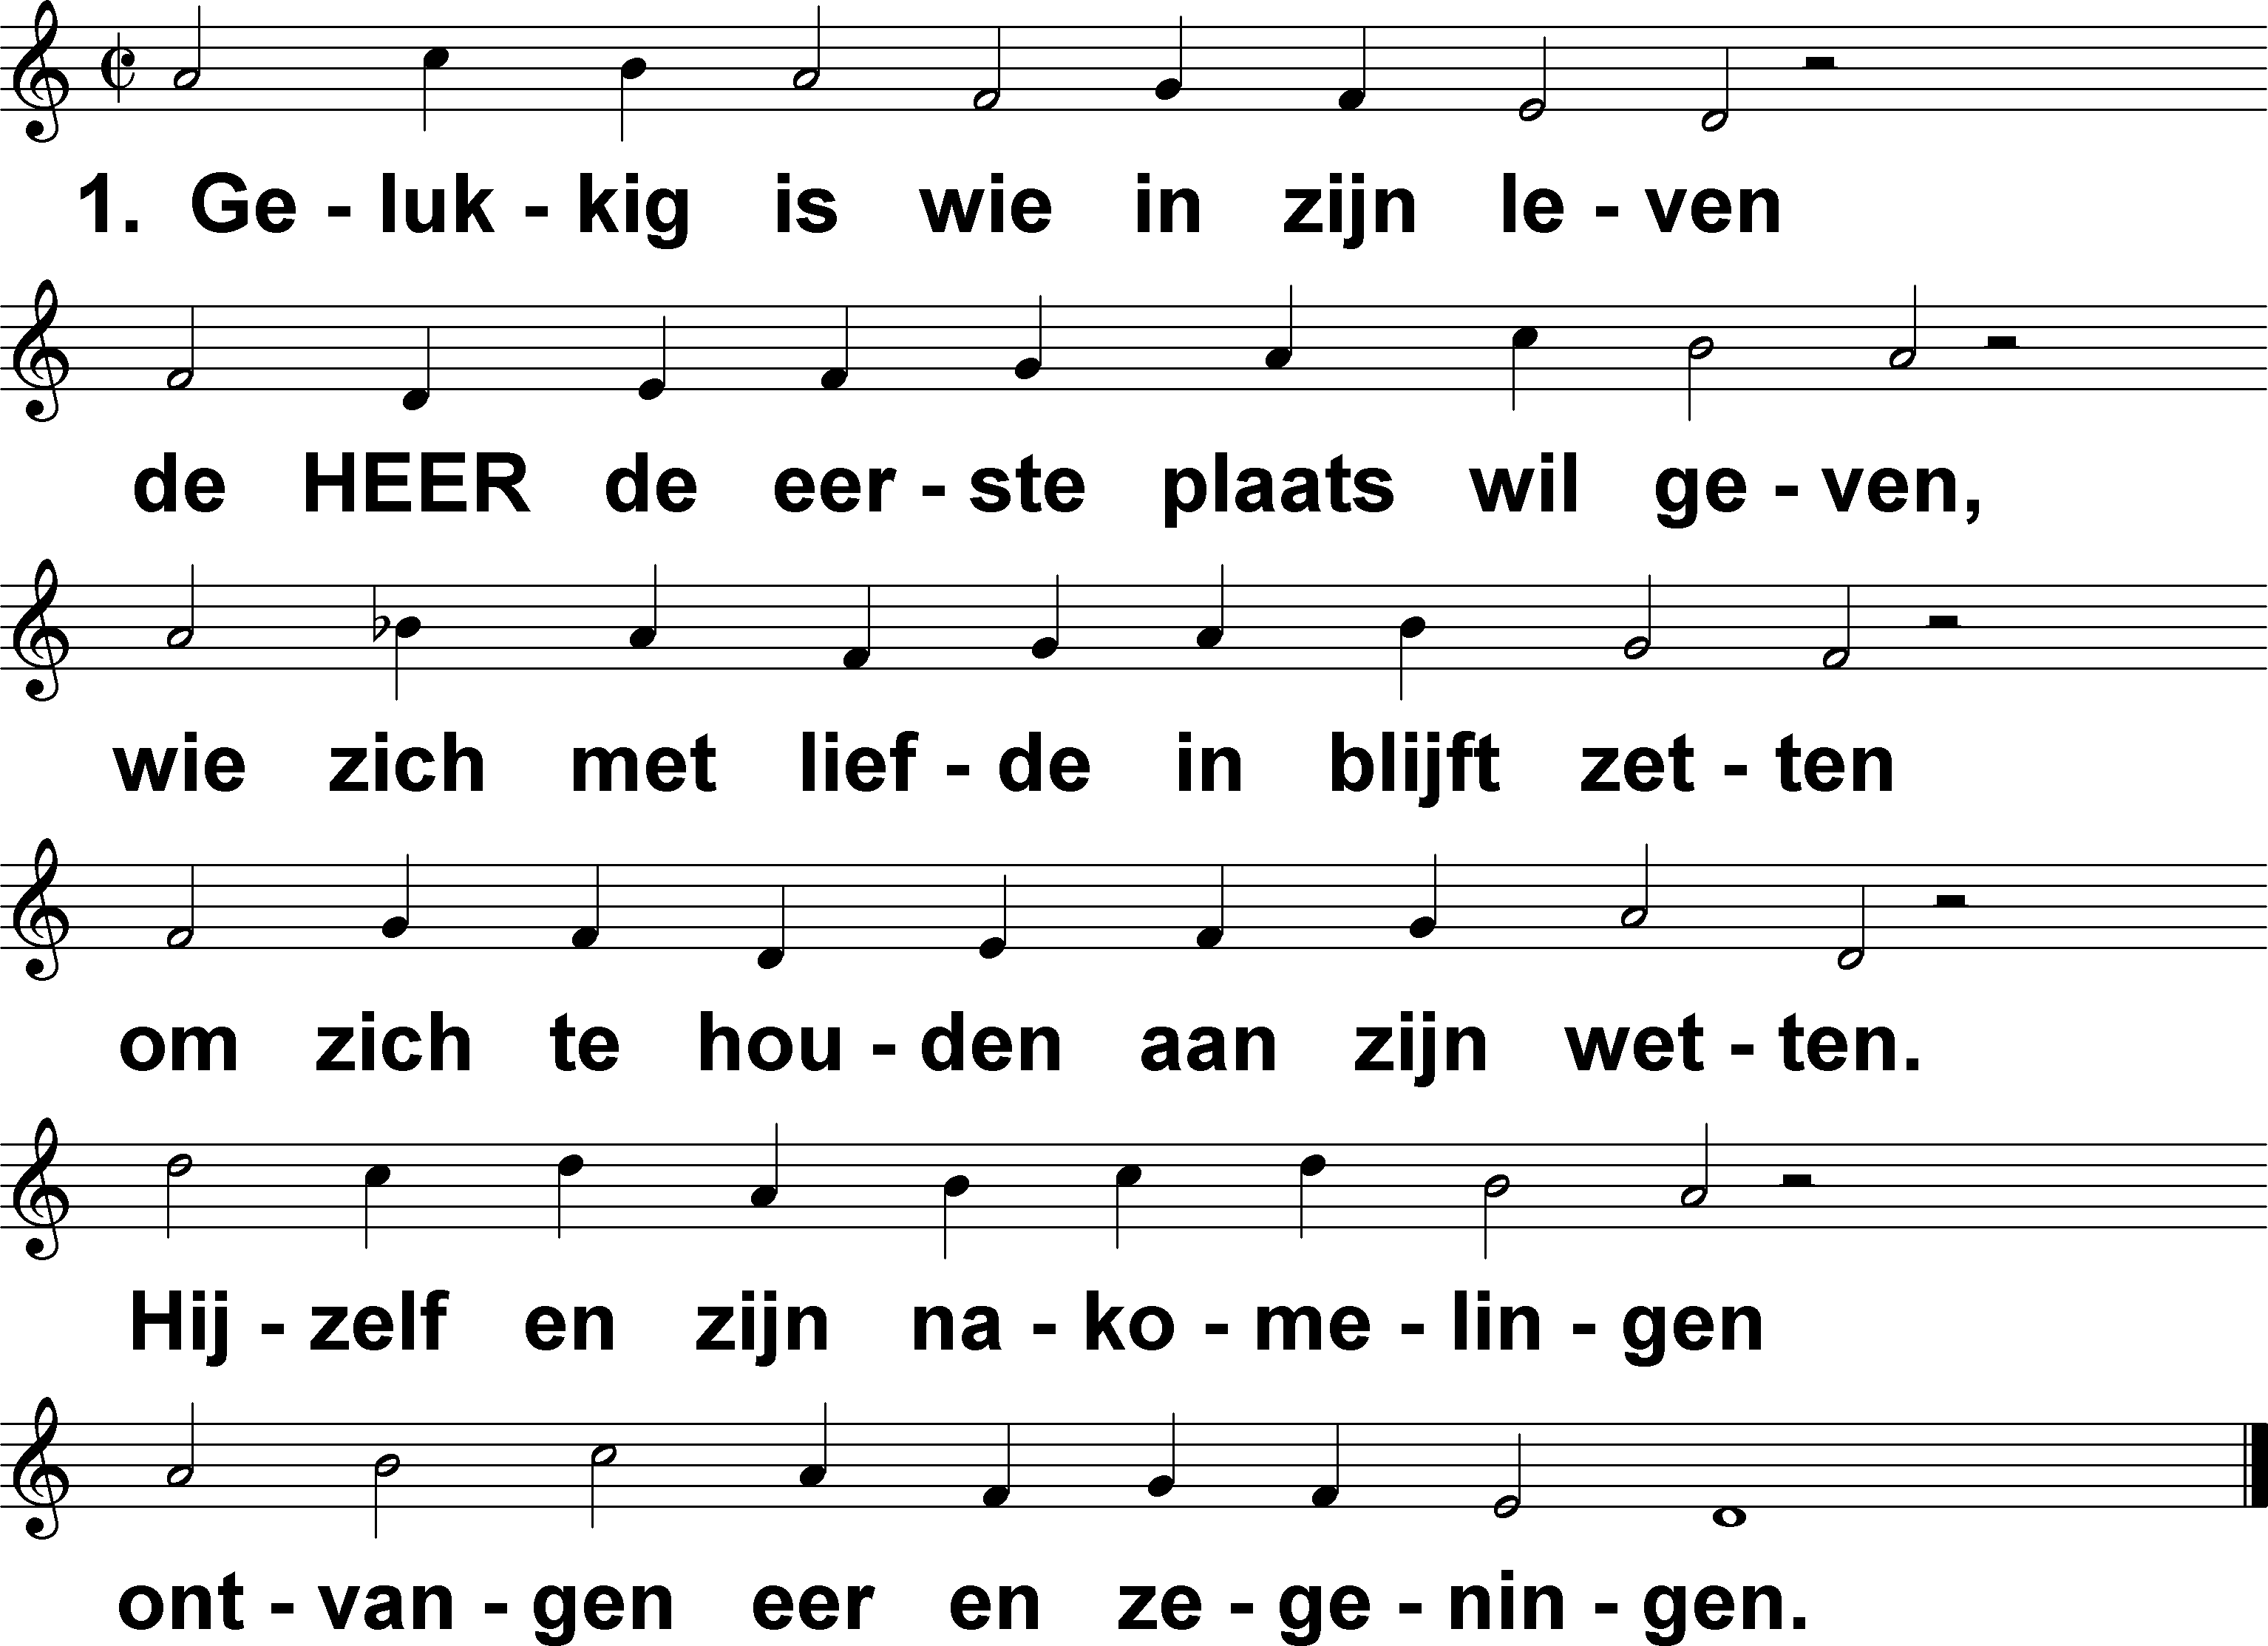 1. Ge - luk - kig is wie in zijn le - ven
de HEER de eer - ste plaats wil ge - ven,
wie zich met lief - de in blijft zet - ten
om zich te hou - den aan zijn wet - ten.
Hij - zelf en zijn na - ko - me - lin - gen
ont - van - gen eer en ze - ge - nin - gen.